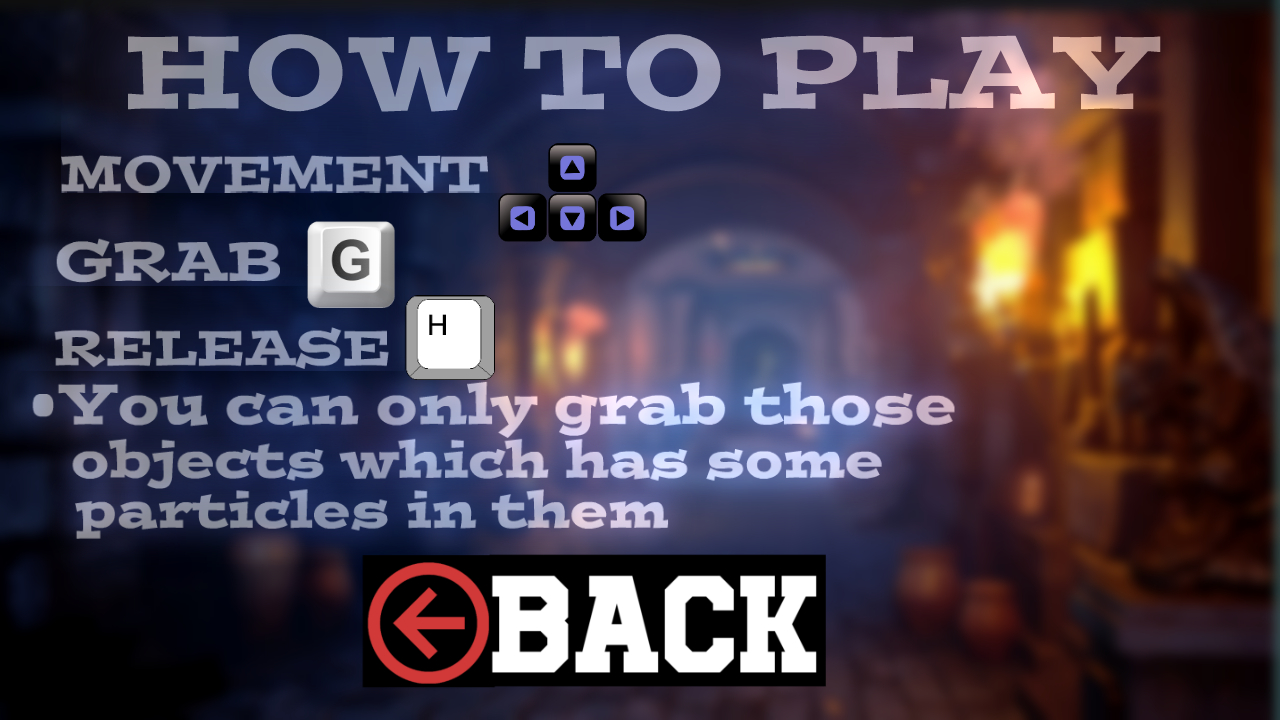 HOW TO PLAY
MOVEMENT
GRAB G
RELEASE H
•You can only grab those
objects which has some
particles in them
BACK